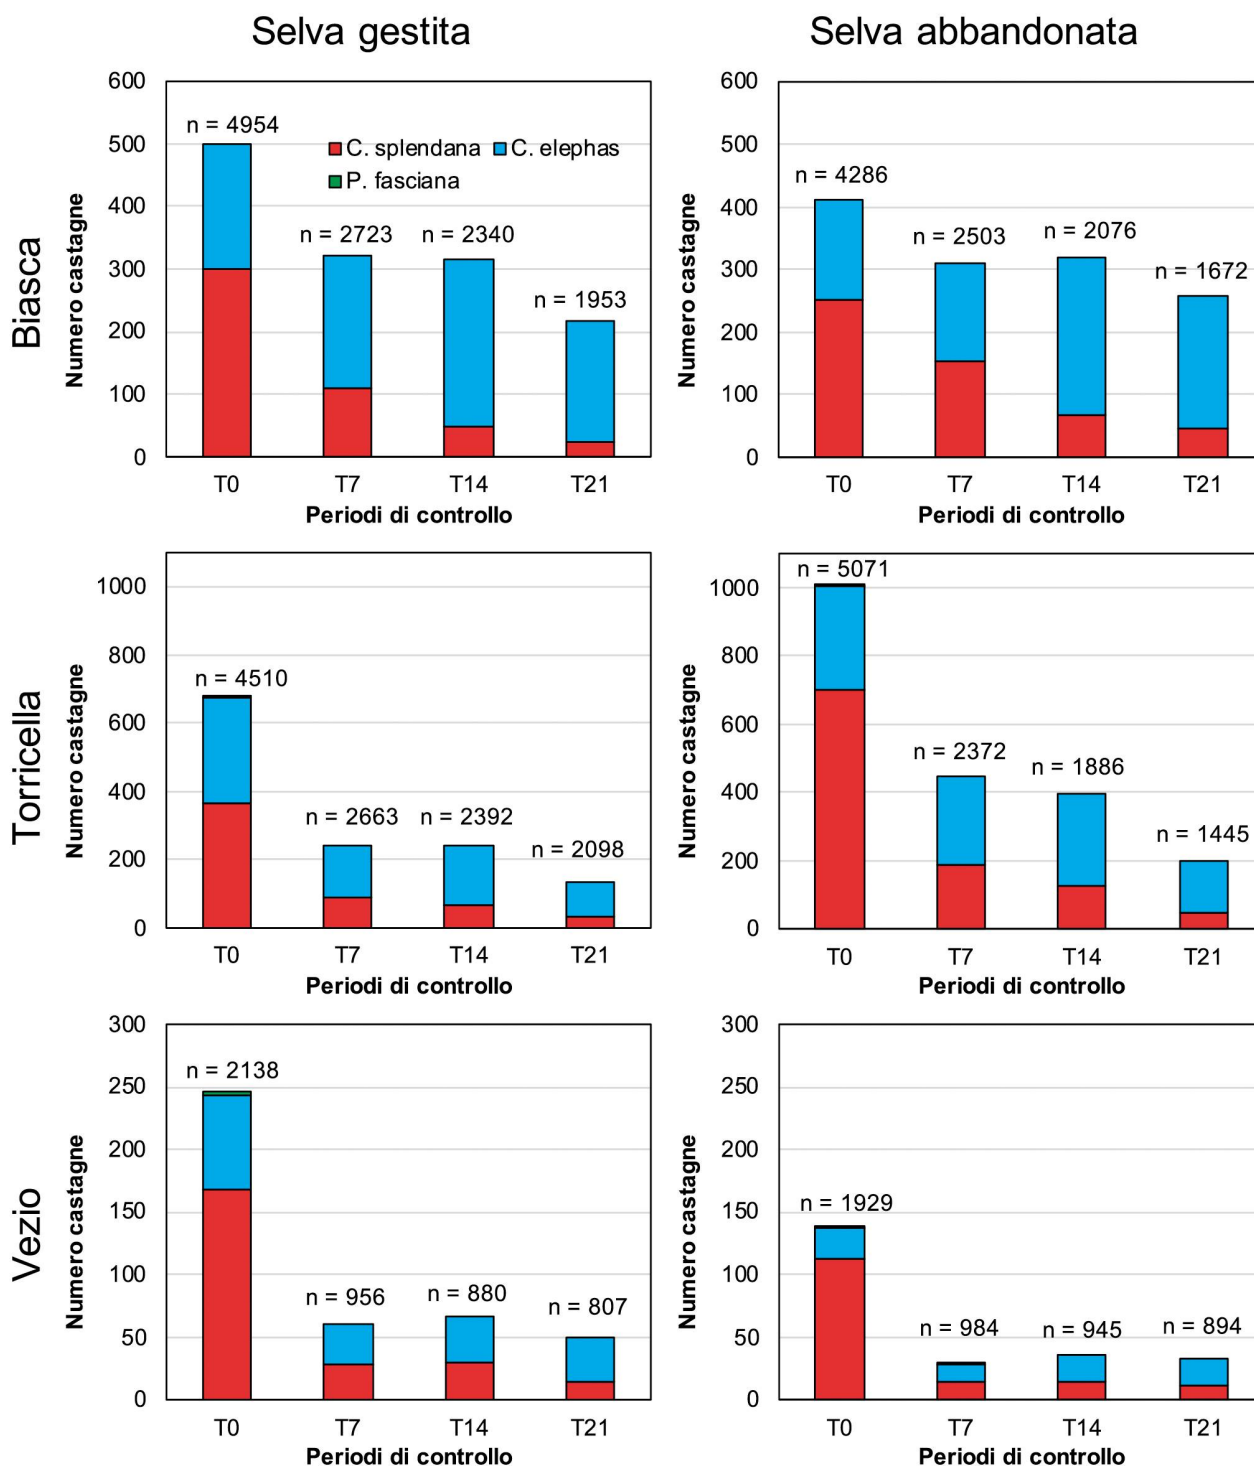 Selva gestita
Selva abbandonata
Biasca
Numero castagne
600
500
400
300
200
100
0
n = 4954
C. splendana C. elephas
P. fasciana
n = 2723
n = 2340
n = 1953
T0 T7 T14 T21
Periodi di controllo
Numero castagne
600
500
400
300
200
100
0
n = 4286
n = 2503
n = 2076
n = 1672
T0 T7 T14 T21
Periodi di controllo
Torricella
Numero castagne
1000
800
600
400
200
0
n = 4510
n = 2663
n = 2392
n = 2098
T0 T7 T14 T21
Periodi di controllo
Numero castagne
1000
800
600
400
200
0
n = 5071
n = 2372
n = 1886
n = 1445
T0 T7 T14 T21
Periodi di controllo
Vezio
Numero castagne
300
250
200
150
100
50
0
n = 2138
n = 956
n = 880
n = 807
T0 T7 T14 T21
Periodi di controllo
Numero castagne
300
250
200
150
100
50
0
n = 1929
n = 984
n = 945
n = 894
T0 T7 T14 T21
Periodi di controllo